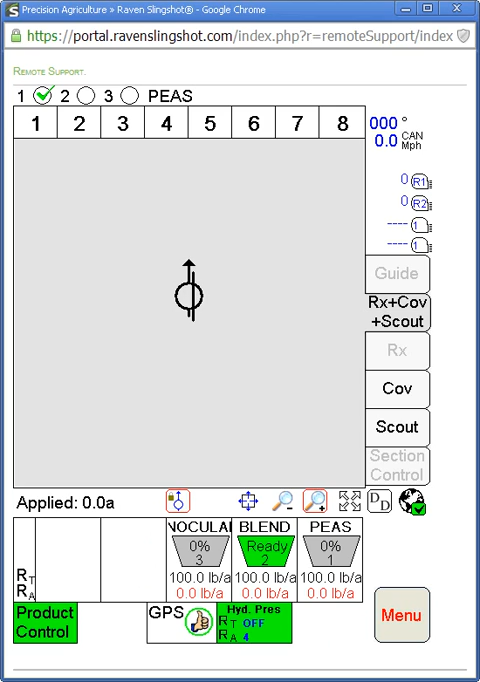 Precision Agriculture » Raven Slingshot® - Google Chrome
https://portal.ravenslingshot.com/index.php?r=remoteSupport/index
Remote Support.
1 2 3 PEAS
1 2 3 4 5 6 7 8
000 °
0.0 CAN Mph
0 R1
0 R2
---- 1
---- 1
Guide
Rx+Cov
+Scout
Rx
Cov
Scout
Section
Control
Applied: 0.0a
D D
NOCULAI BLEND PEAS
0% Ready 0%
3 2 1
100.0 lb/a 100.0 lb/a 100.0 lb/a
0.0 lb/a 0.0 lb/a 0.0 lb/a
RT
RA
Product
Control
GPS
Hyd. Pres
RT OFF
RA 4
Menu